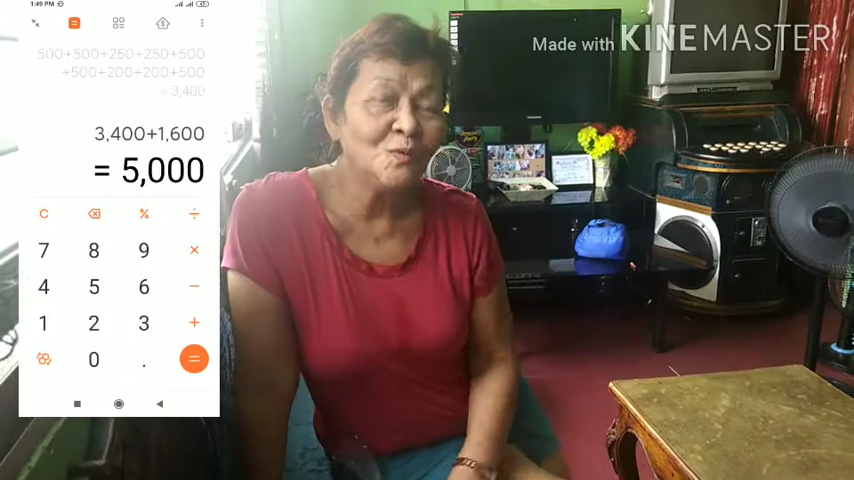 1:49 PM
500+500+250+250+500
+500+200+200+500
= 3,400
3,400+1,600
= 5,000
C % ÷
7 8 9 ×
4 5 6 −
1 2 3 +
0 . =
Made with KINEMASTER